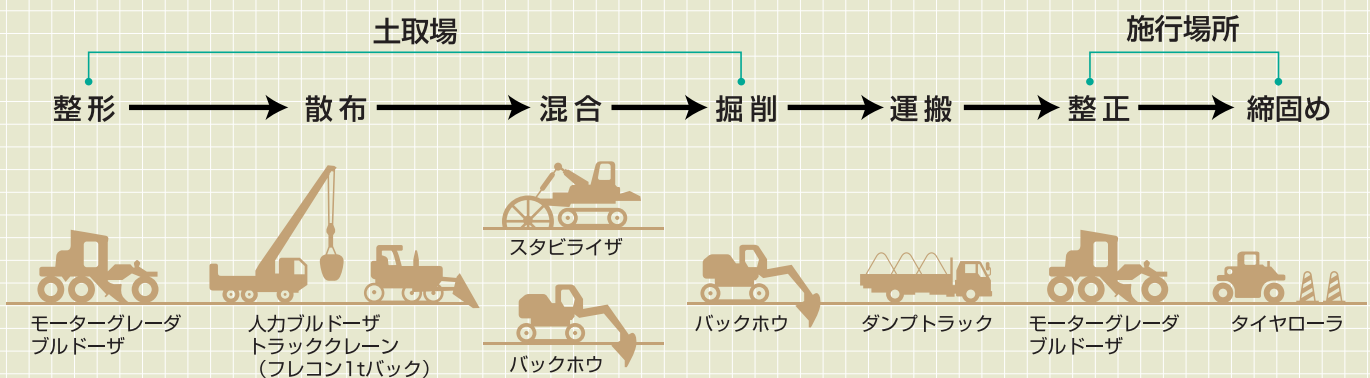 土取場
施行場所
整形
散布
混合
掘削
運搬
整正
締固め
スタビライザ
モーターグレーダ
ブルドーザ
人力ブルドーザ
トラッククレーン
（フレコン1tバック）
バックホウ
バックホウ
ダンプトラック
モーターグレーダ
ブルドーザ
タイヤローラ